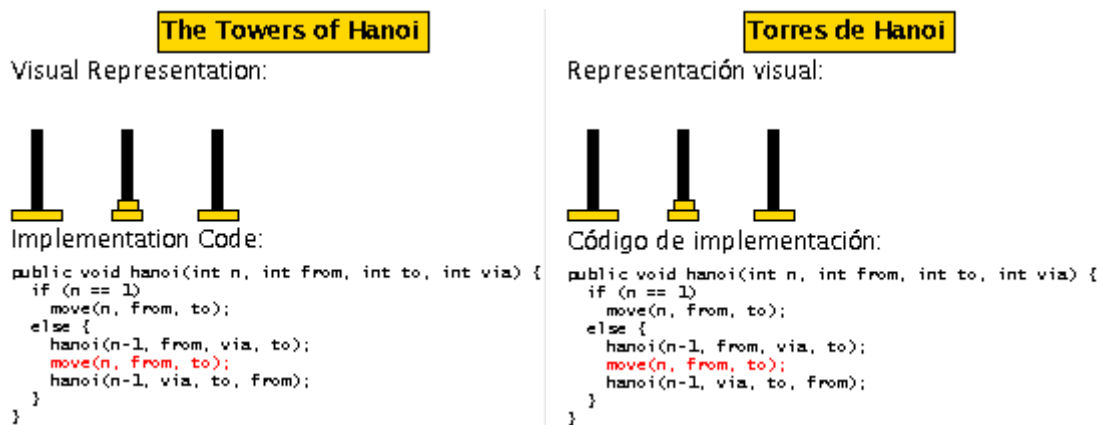 The Towers of Hanoi
Visual Representation:
Implementation Code:
public void hanoi(int n, int from, int to, int via) {
  if (n == 1)
    move(n, from, to);
  else {
    hanoi(n-1, from, via, to);
    move(n, from, to);
    hanoi(n-1, via, to, from);
  }
}
Torres de Hanoi
Representación visual:
Código de implementación:
public void hanoi(int n, int from, int to, int via) {
  if (n == 1)
    move(n, from, to);
  else {
    hanoi(n-1, from, via, to);
    move(n, from, to);
    hanoi(n-1, via, to, from);
  }
}